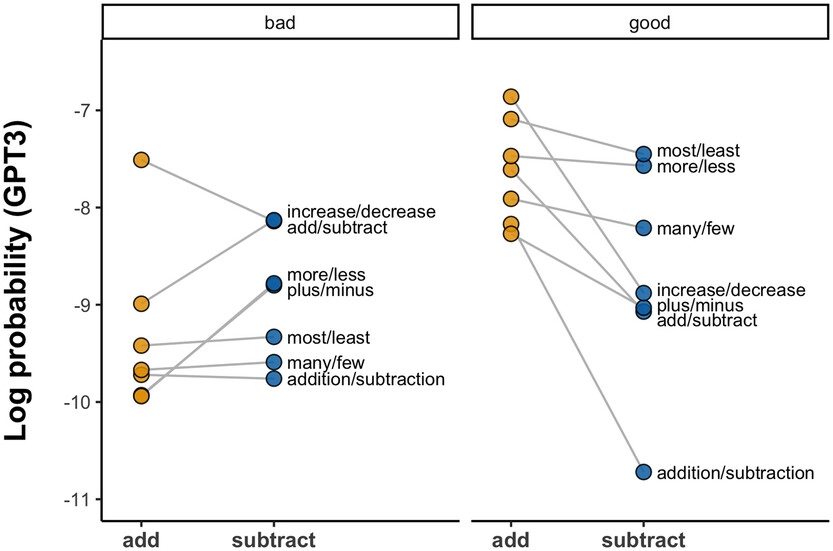 bad
good
Log probability (GPT3)
-7
-8
-9
-10
-11
increase/decrease
add/subtract
more/less
plus/minus
most/least
many/few
addition/subtraction
most/least
more/less
many/few
increase/decrease
plus/minus
add/subtract
addition/subtraction
add
subtract
add
subtract